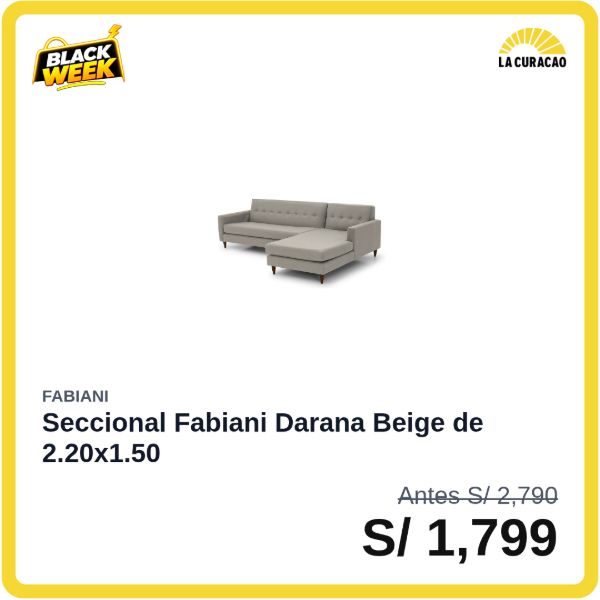 BLACK
WEEK
LA CURACAO
FABIANI
Seccional Fabiani Darana Beige de
2.20x1.50
Antes S/ 2,790
S/ 1,799